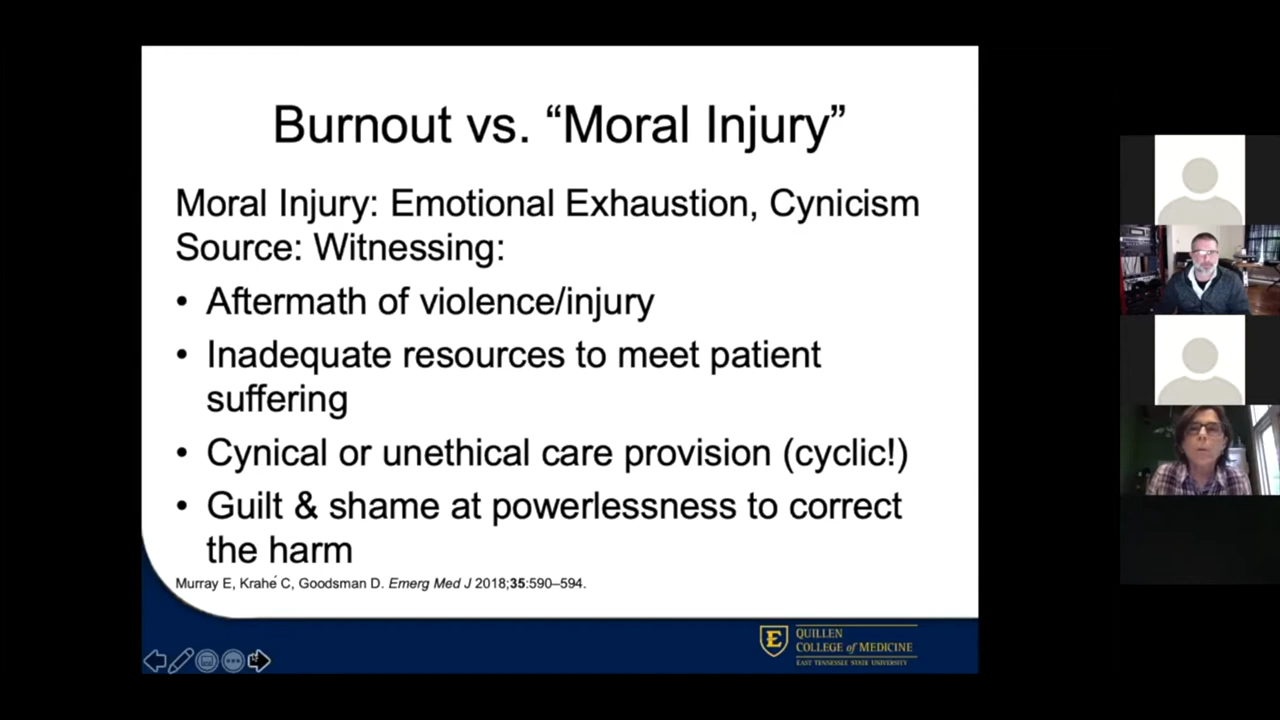 Burnout vs. “Moral Injury”
Moral Injury: Emotional Exhaustion, Cynicism
Source: Witnessing:
• Aftermath of violence/injury
• Inadequate resources to meet patient
suffering
• Cynical or unethical care provision (cyclic!)
• Guilt & shame at powerlessness to correct
the harm
Murray E, Krahé C, Goodsman D. Emerg Med J 2018;35:590–594.
E
QUILLEN
COLLEGE of MEDICINE
EAST TENNESSEE STATE UNIVERSITY